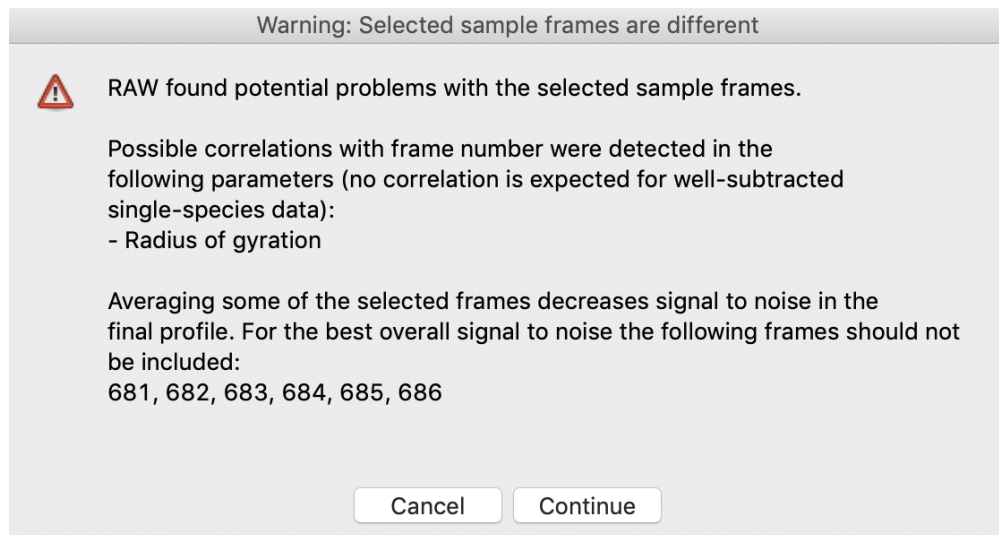 Warning: Selected sample frames are different
RAW found potential problems with the selected sample frames.
Possible correlations with frame number were detected in the
following parameters (no correlation is expected for well-subtracted
single-species data):
- Radius of gyration
Averaging some of the selected frames decreases signal to noise in the
final profile. For the best overall signal to noise the following frames should not
be included:
681, 682, 683, 684, 685, 686
Cancel
Continue